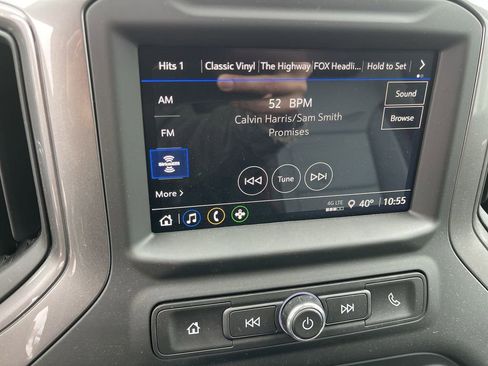 Hits 1 Classic Vinyl The Highway FOX Headli... Hold to Set
AM
52 BPM
Sound
Calvin Harris/Sam Smith
Browse
FM
Promises
SiriusXM
Tune
More
4G LTE
40° 10:55